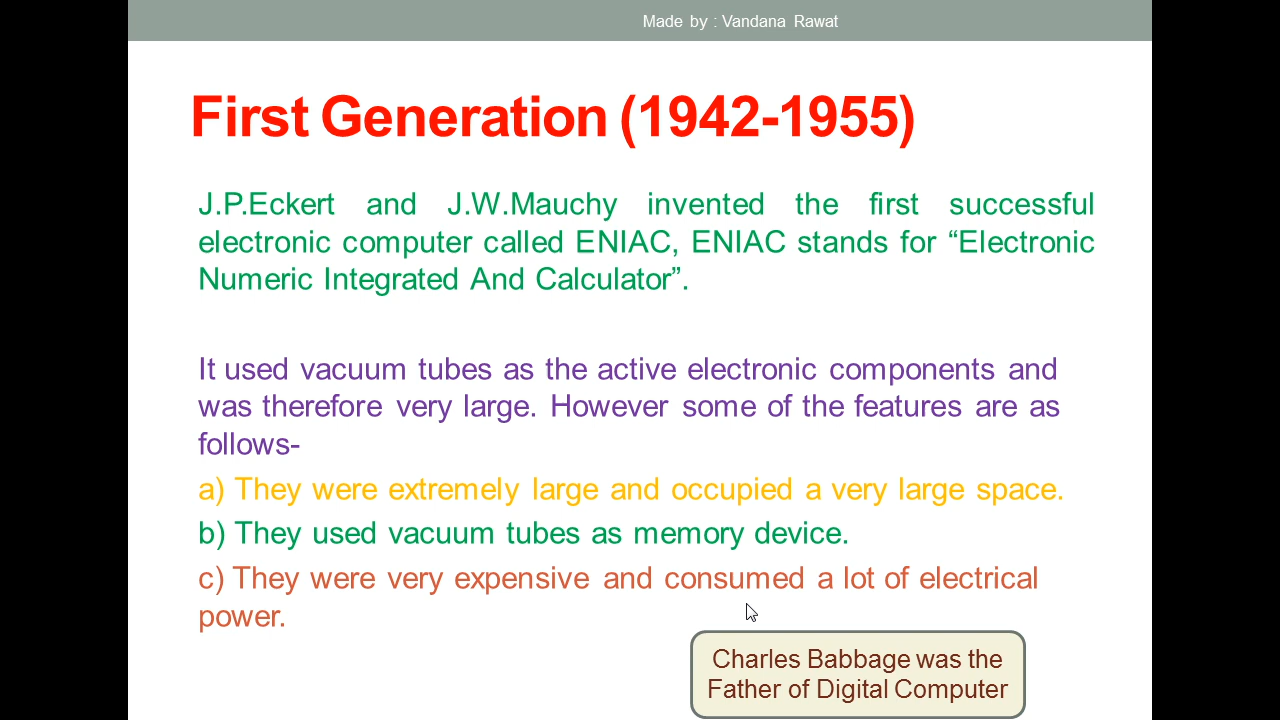 Made by : Vandana Rawat
First Generation (1942-1955)
J.P.Eckert and J.W.Mauchy invented the first successful
electronic computer called ENIAC, ENIAC stands for “Electronic
Numeric Integrated And Calculator”.
It used vacuum tubes as the active electronic components and
was therefore very large. However some of the features are as
follows-
a) They were extremely large and occupied a very large space.
b) They used vacuum tubes as memory device.
c) They were very expensive and consumed a lot of electrical
power.
Charles Babbage was the
Father of Digital Computer